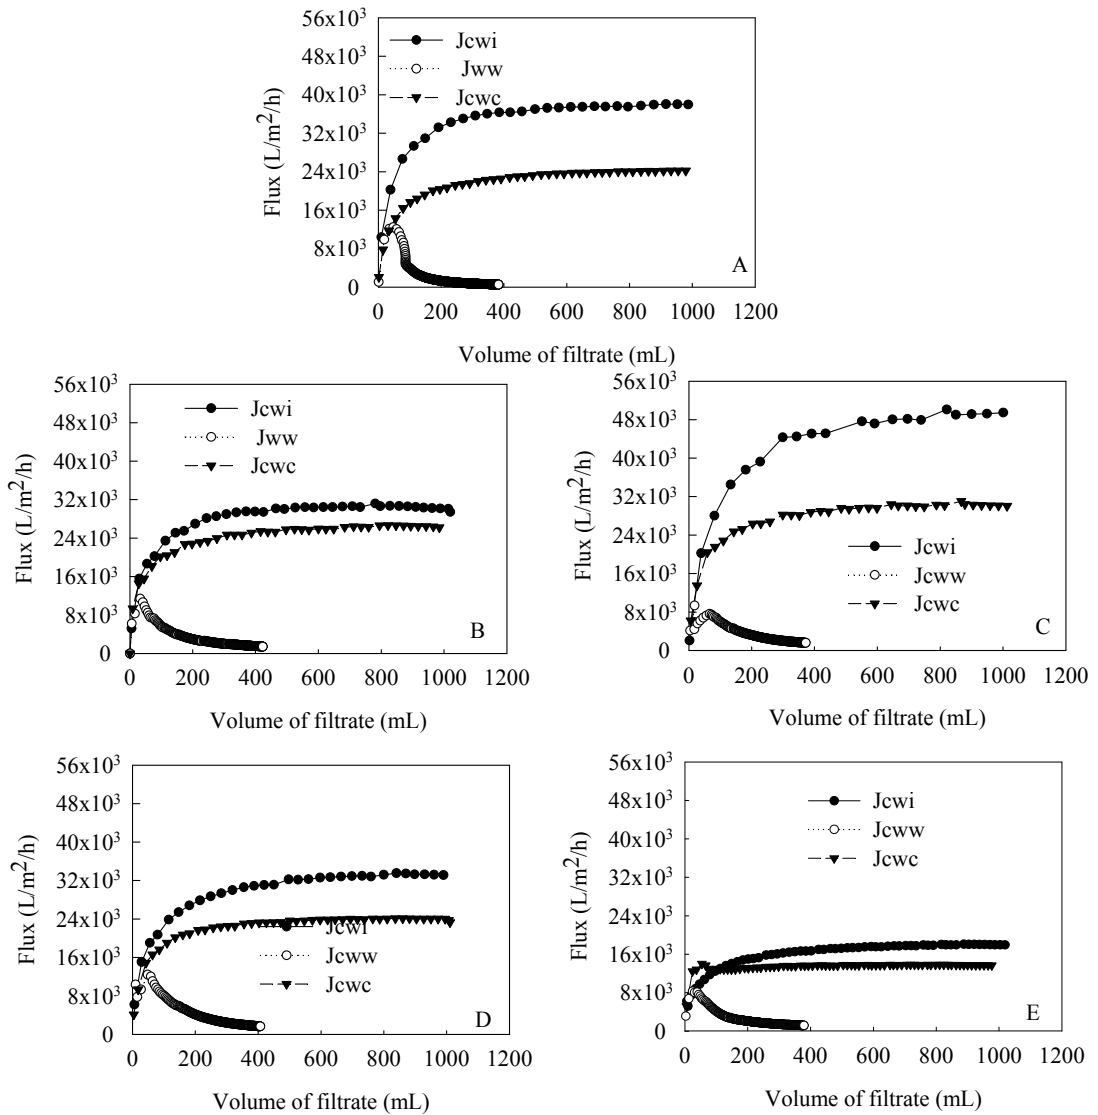 56x10³
48x10³
40x10³
32x10³
24x10³
16x10³
8x10³
0
Flux (L/m²/h)
Jcwi
Jww
Jcwc
A
0 200 400 600 800 1000 1200
Volume of filtrate (mL)
56x10³
48x10³
40x10³
32x10³
24x10³
16x10³
8x10³
0
Flux (L/m²/h)
Jcwi
Jww
Jcwc
B
0 200 400 600 800 1000 1200
Volume of filtrate (mL)
56x10³
48x10³
40x10³
32x10³
24x10³
16x10³
8x10³
0
Flux (L/m²/h)
Jcwi
Jcww
Jcwc
C
0 200 400 600 800 1000 1200
Volume of filtrate (mL)
56x10³
48x10³
40x10³
32x10³
24x10³
16x10³
8x10³
0
Flux (L/m²/h)
Jcwi
Jcww
Jcwc
D
0 200 400 600 800 1000 1200
Volume of filtrate (mL)
56x10³
48x10³
40x10³
32x10³
24x10³
16x10³
8x10³
0
Flux (L/m²/h)
Jcwi
Jcww
Jcwc
E
0 200 400 600 800 1000 1200
Volume of filtrate (mL)